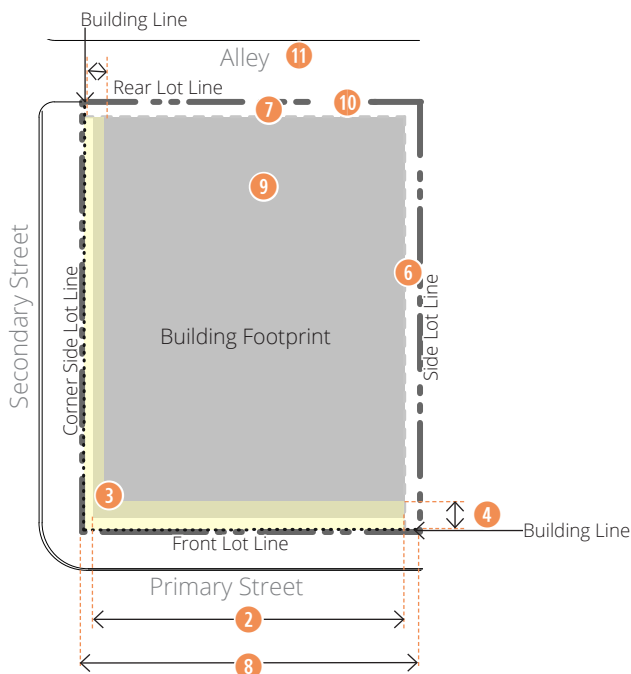 Building Line
Alley 11
Rear Lot Line
7
10
9
6
Secondary Street
Corner Side Lot Line
Side Lot Line
Building Footprint
3
4
Building Line
Front Lot Line
Primary Street
2
8